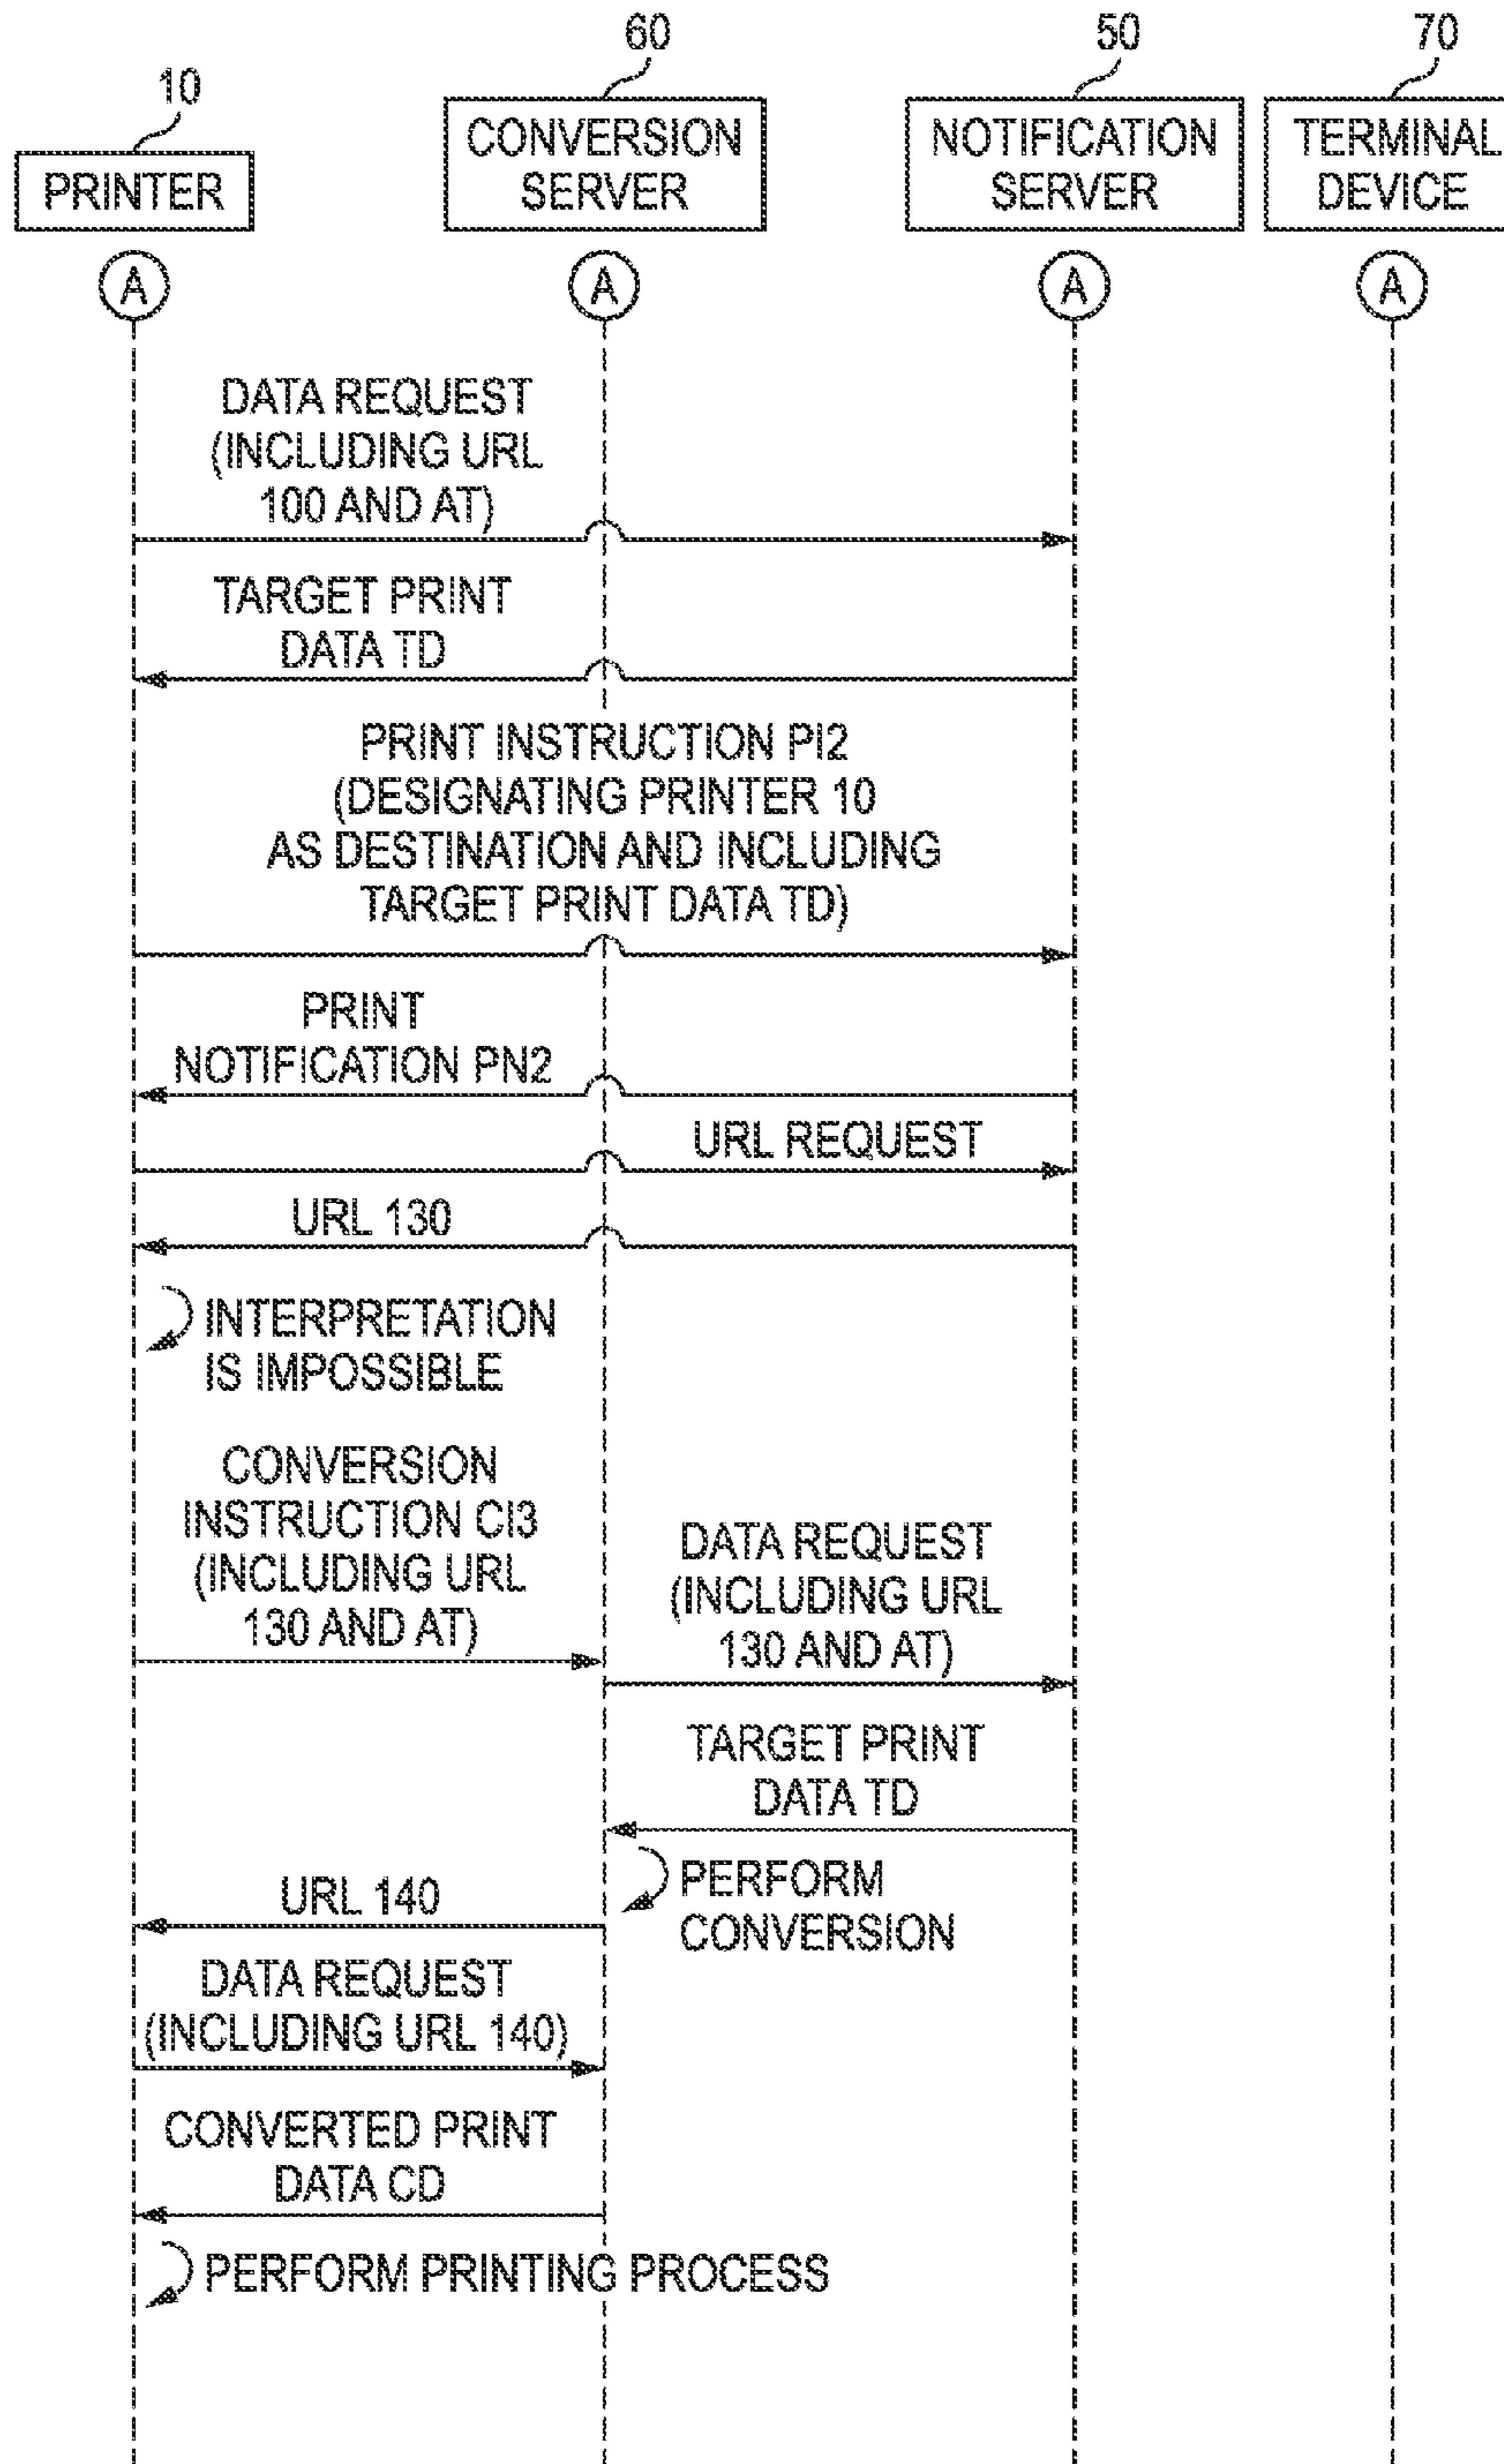 60
50
70
10
CONVERSION
SERVER
NOTIFICATION
SERVER
TERMINAL
DEVICE
PRINTER
A
A
A
A
DATA REQUEST
(INCLUDING URL
100 AND AT)
TARGET PRINT
DATA TD
PRINT INSTRUCTION PI2
(DESIGNATING PRINTER 10
AS DESTINATION AND INCLUDING
TARGET PRINT DATA TD)
PRINT
NOTIFICATION PN2
URL REQUEST
URL 130
INTERPRETATION
IS IMPOSSIBLE
CONVERSION
INSTRUCTION CI3
(INCLUDING URL
130 AND AT)
DATA REQUEST
(INCLUDING URL
130 AND AT)
TARGET PRINT
DATA TD
PERFORM
CONVERSION
URL 140
DATA REQUEST
(INCLUDING URL 140)
CONVERTED PRINT
DATA CD
PERFORM PRINTING PROCESS